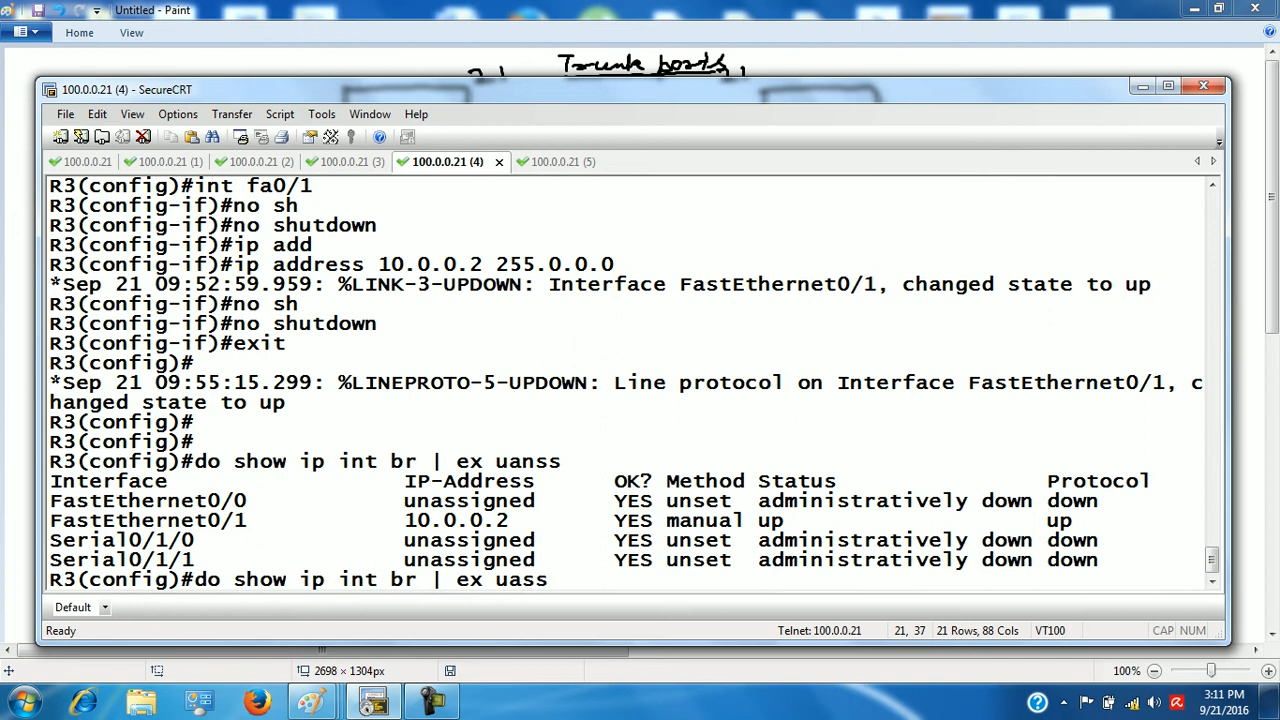 Untitled - Paint
Home View
Trunk ports
21 21
100.0.0.21 (4) - SecureCRT
File Edit View Options Transfer Script Tools Window Help
100.0.0.21 100.0.0.21 (1) 100.0.0.21 (2) 100.0.0.21 (3) 100.0.0.21 (4) 100.0.0.21 (5)
R3(config)#int fa0/1
R3(config-if)#no sh
R3(config-if)#no shutdown
R3(config-if)#ip add
R3(config-if)#ip address 10.0.0.2 255.0.0.0
*Sep 21 09:52:59.959: %LINK-3-UPDOWN: Interface FastEthernet0/1, changed state to up
R3(config-if)#no sh
R3(config-if)#no shutdown
R3(config-if)#exit
R3(config)#
*Sep 21 09:55:15.299: %LINEPROTO-5-UPDOWN: Line protocol on Interface FastEthernet0/1, c
hanged state to up
R3(config)#
R3(config)#
R3(config)#do show ip int br | ex uanss
Interface IP-Address OK? Method Status Protocol
FastEthernet0/0 unassigned YES unset administratively down down
FastEthernet0/1 10.0.0.2 YES manual up up
Serial0/1/0 unassigned YES unset administratively down down
Serial0/1/1 unassigned YES unset administratively down down
R3(config)#do show ip int br | ex uass
Default
Ready Telnet: 100.0.0.21 21, 37 21 Rows, 88 Cols VT100 CAP NUM
2698 × 1304px 100%
3:11 PM
9/21/2016